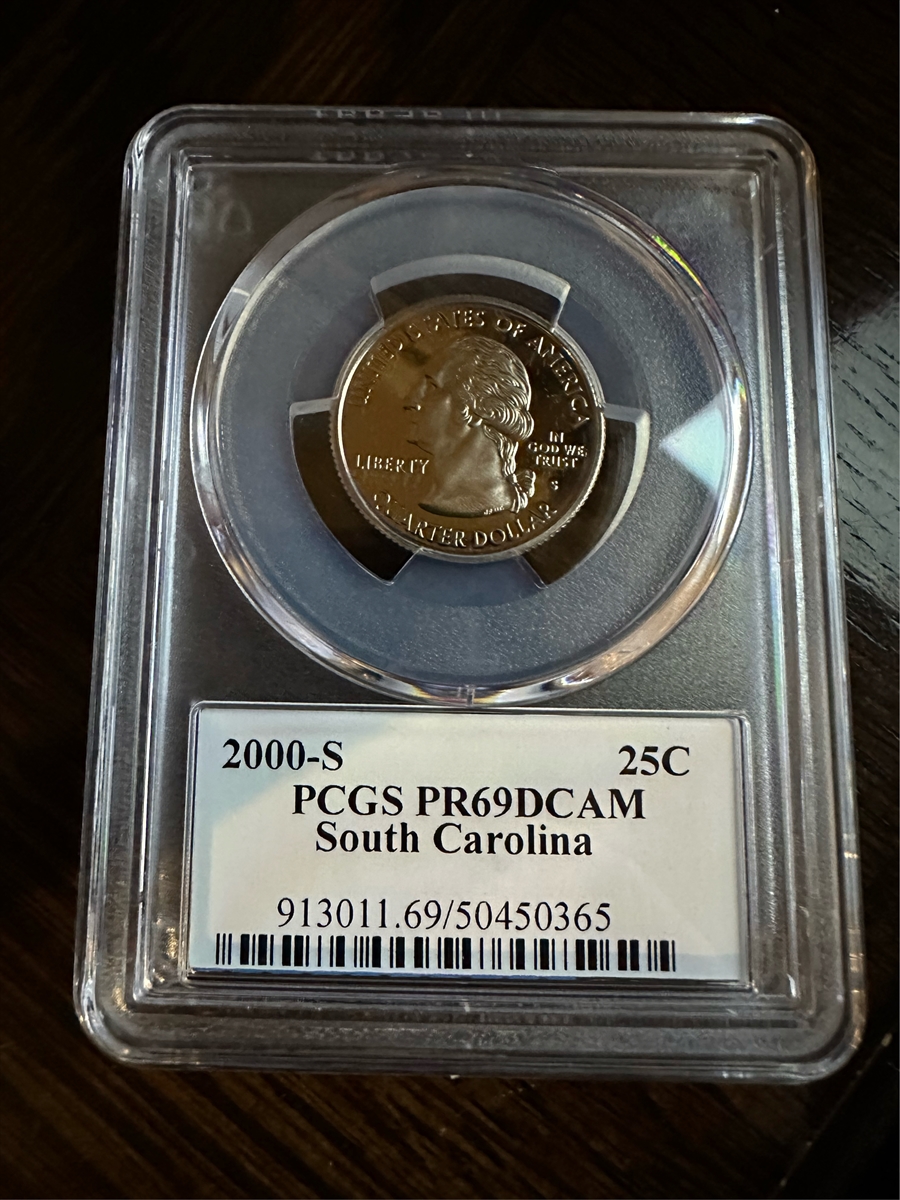 UNITED STATES OF AMERICA
LIBERTY
IN
GOD WE
TRUST
S
QUARTER DOLLAR
2000-S 25C
PCGS PR69DCAM
South Carolina
913011.69/50450365